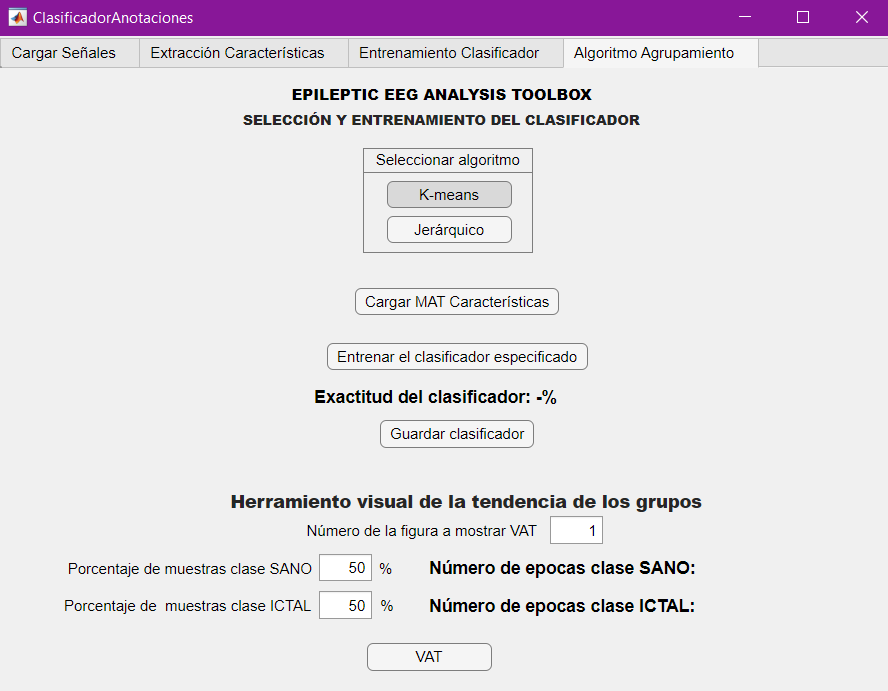 ClasificadorAnotaciones
Cargar Señales Extracción Características Entrenamiento Clasificador Algoritmo Agrupamiento
EPILEPTIC EEG ANALYSIS TOOLBOX
SELECCIÓN Y ENTRENAMIENTO DEL CLASIFICADOR
Seleccionar algoritmo
K-means
Jerárquico
Cargar MAT Características
Entrenar el clasificador especificado
Exactitud del clasificador: -%
Guardar clasificador
Herramiento visual de la tendencia de los grupos
Número de la figura a mostrar VAT 1
Porcentaje de muestras clase SANO 50 % Número de epocas clase SANO:
Porcentaje de muestras clase ICTAL 50 % Número de epocas clase ICTAL:
VAT